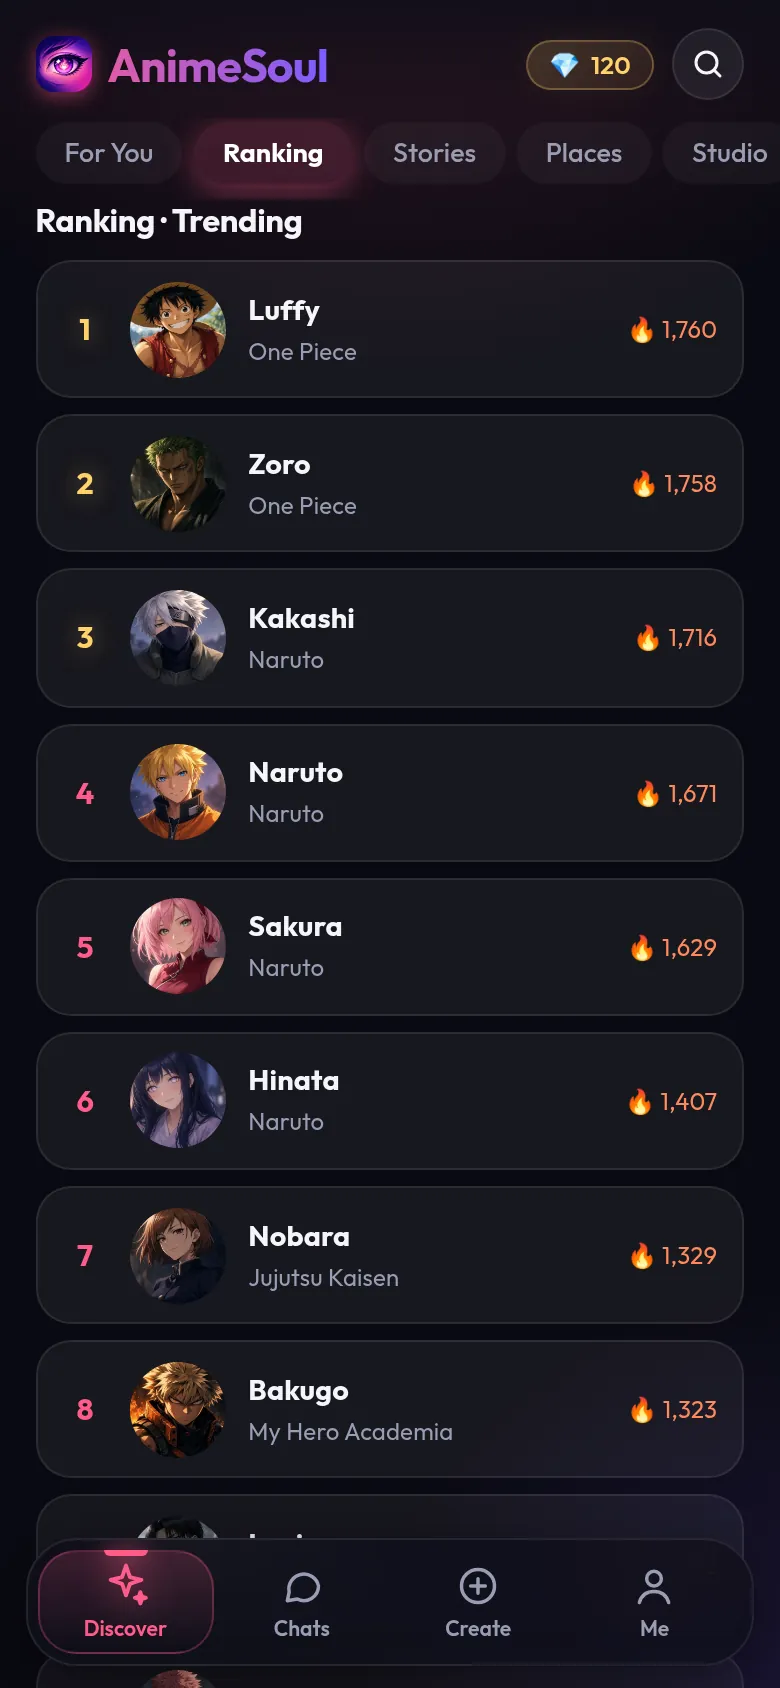 AnimeSoul
💎 120
For You
Ranking
Stories
Places
Studio
Ranking · Trending
1
Luffy
One Piece
🔥 1,760
2
Zoro
One Piece
🔥 1,758
3
Kakashi
Naruto
🔥 1,716
4
Naruto
Naruto
🔥 1,671
5
Sakura
Naruto
🔥 1,629
6
Hinata
Naruto
🔥 1,407
7
Nobara
Jujutsu Kaisen
🔥 1,329
8
Bakugo
My Hero Academia
🔥 1,323
Discover
Chats
Create
Me